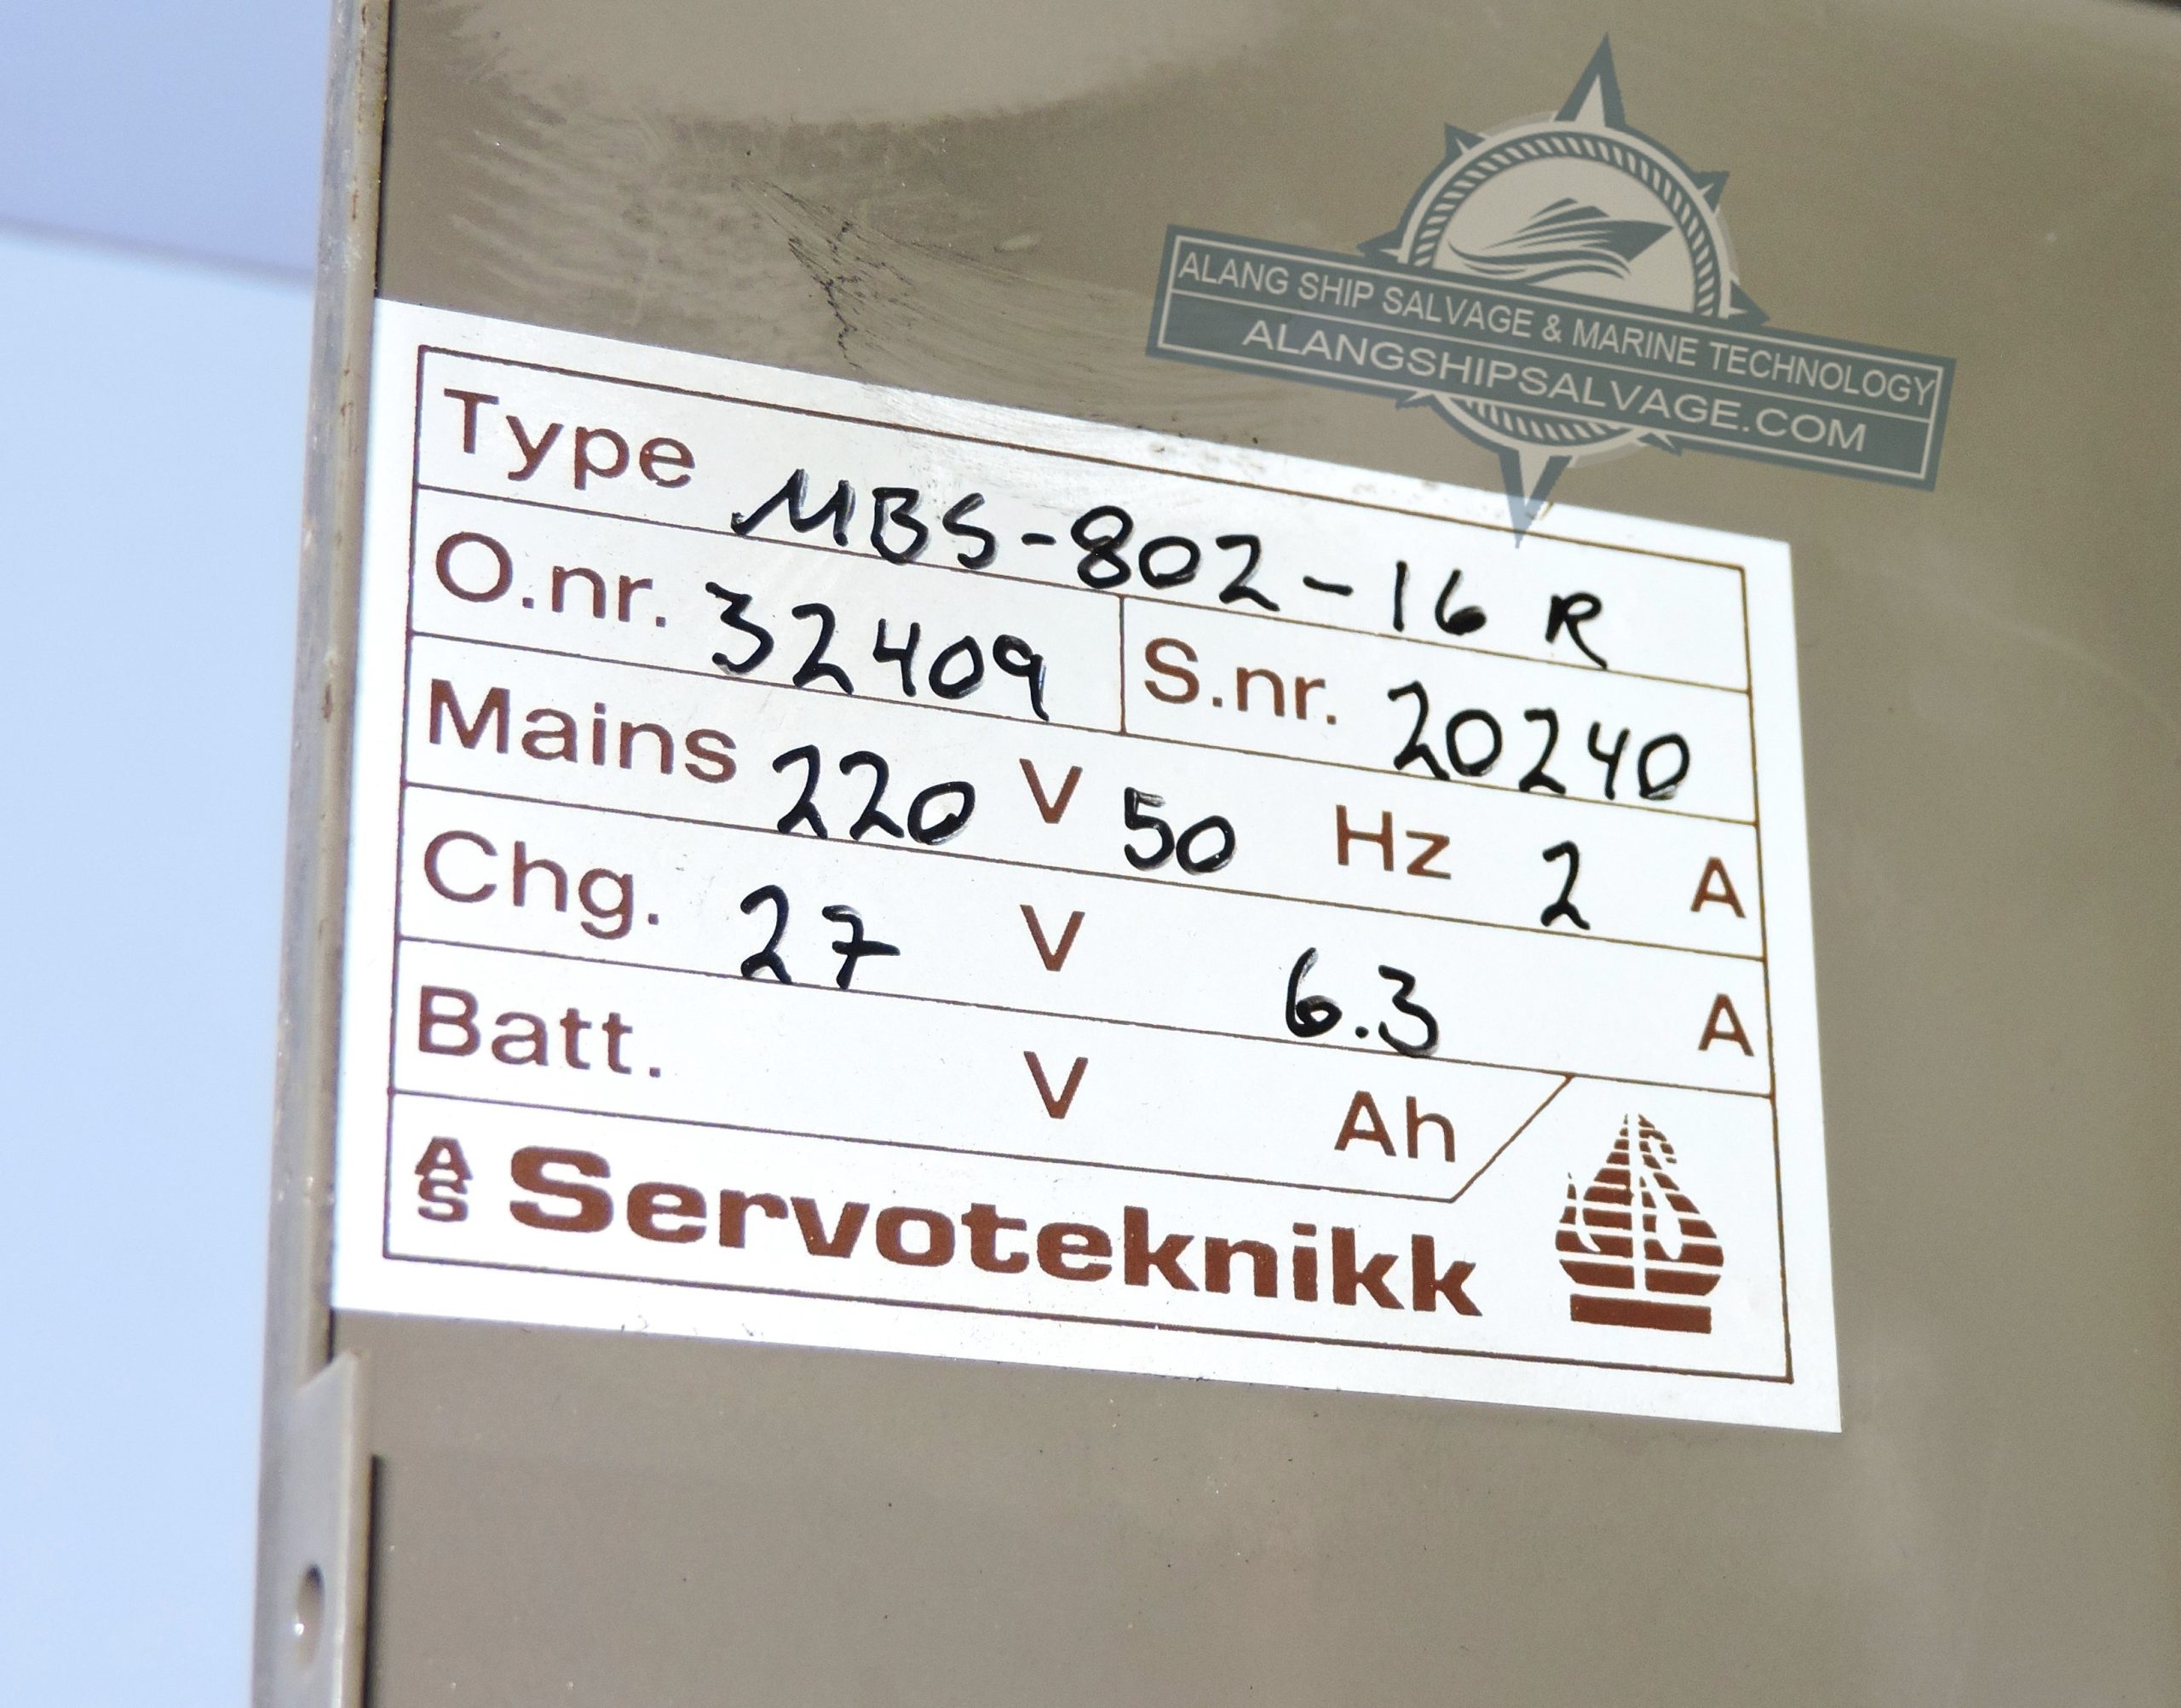 ALANG SHIP SALVAGE & MARINE TECHNOLOGY
ALANGSHIPSALVAGE.COM
Type MBS-802-16 R
O.nr. 32409 S.nr. 20240
Mains 220 V 50 Hz 2 A
Chg. 27 V 6.3 A
Batt. V Ah
AS Servoteknikk